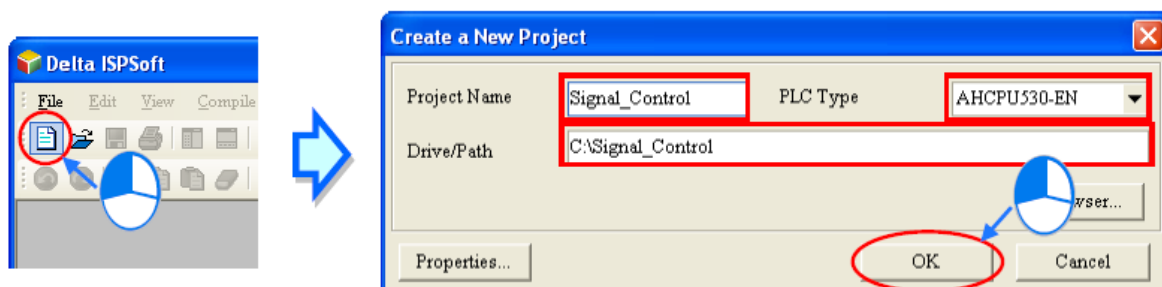 Delta ISPSoft
File Edit View Compile
Create a New Project
Project Name Signal_Control PLC Type AHCPU530-EN
Drive/Path C:\Signal_Control
Properties... OK Cancel